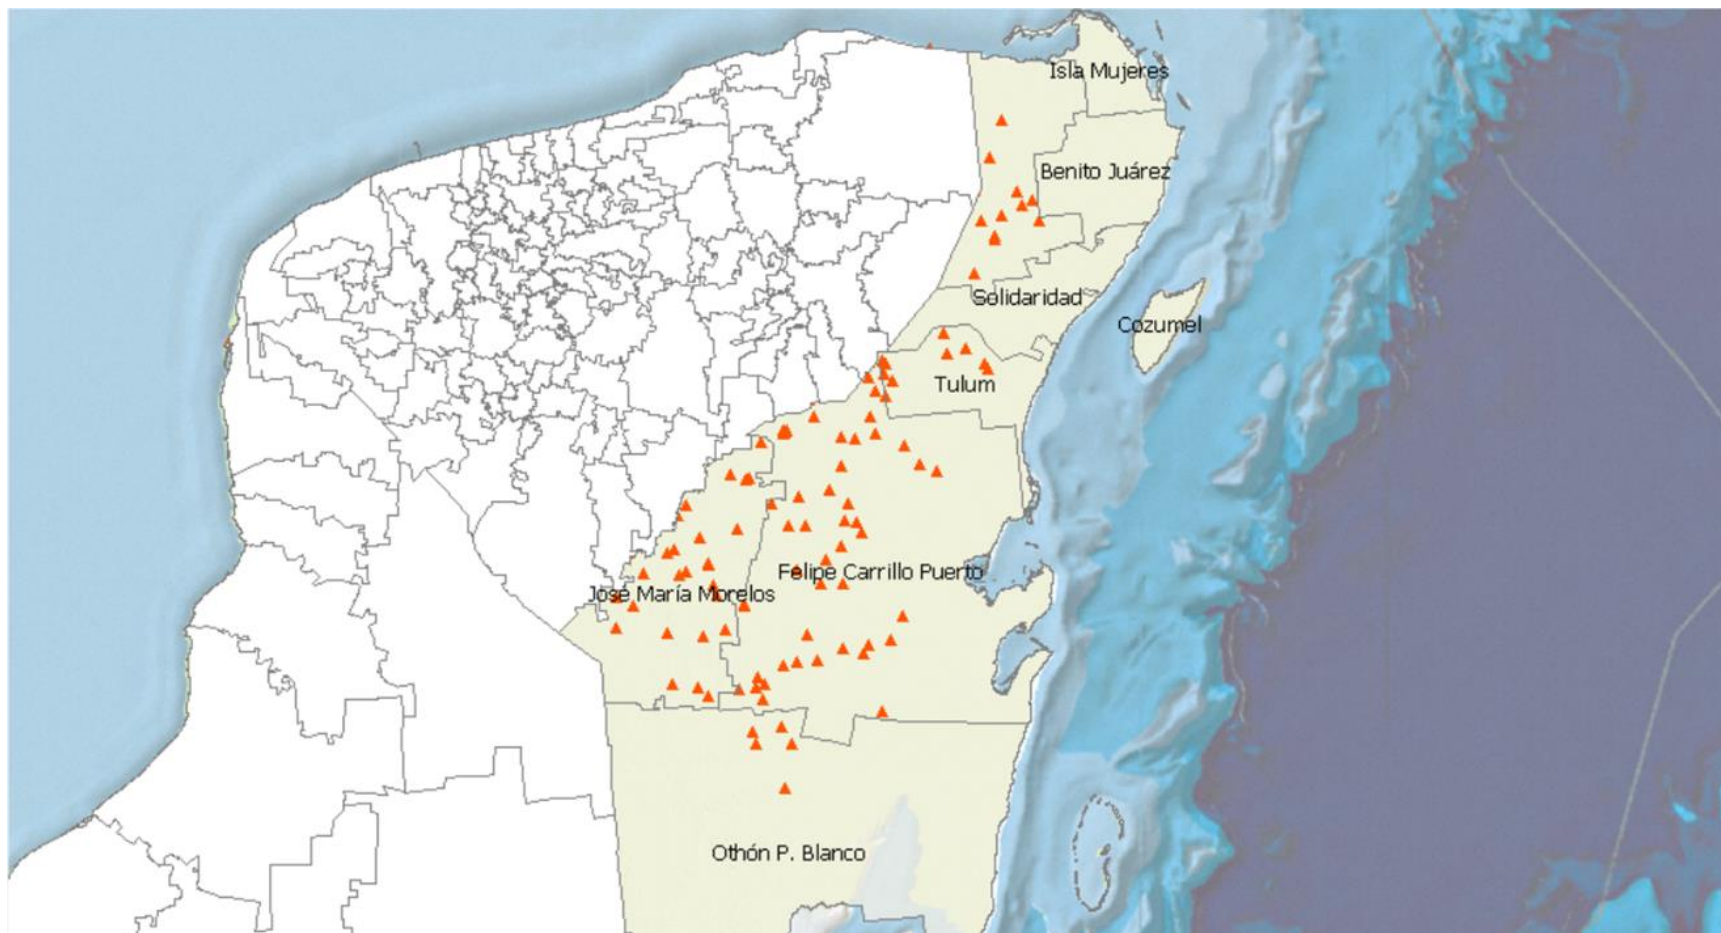 Isla Mujeres
Benito Juárez
Solidaridad
Cozumel
Tulum
Felipe Carrillo Puerto
José María Morelos
Othón P. Blanco